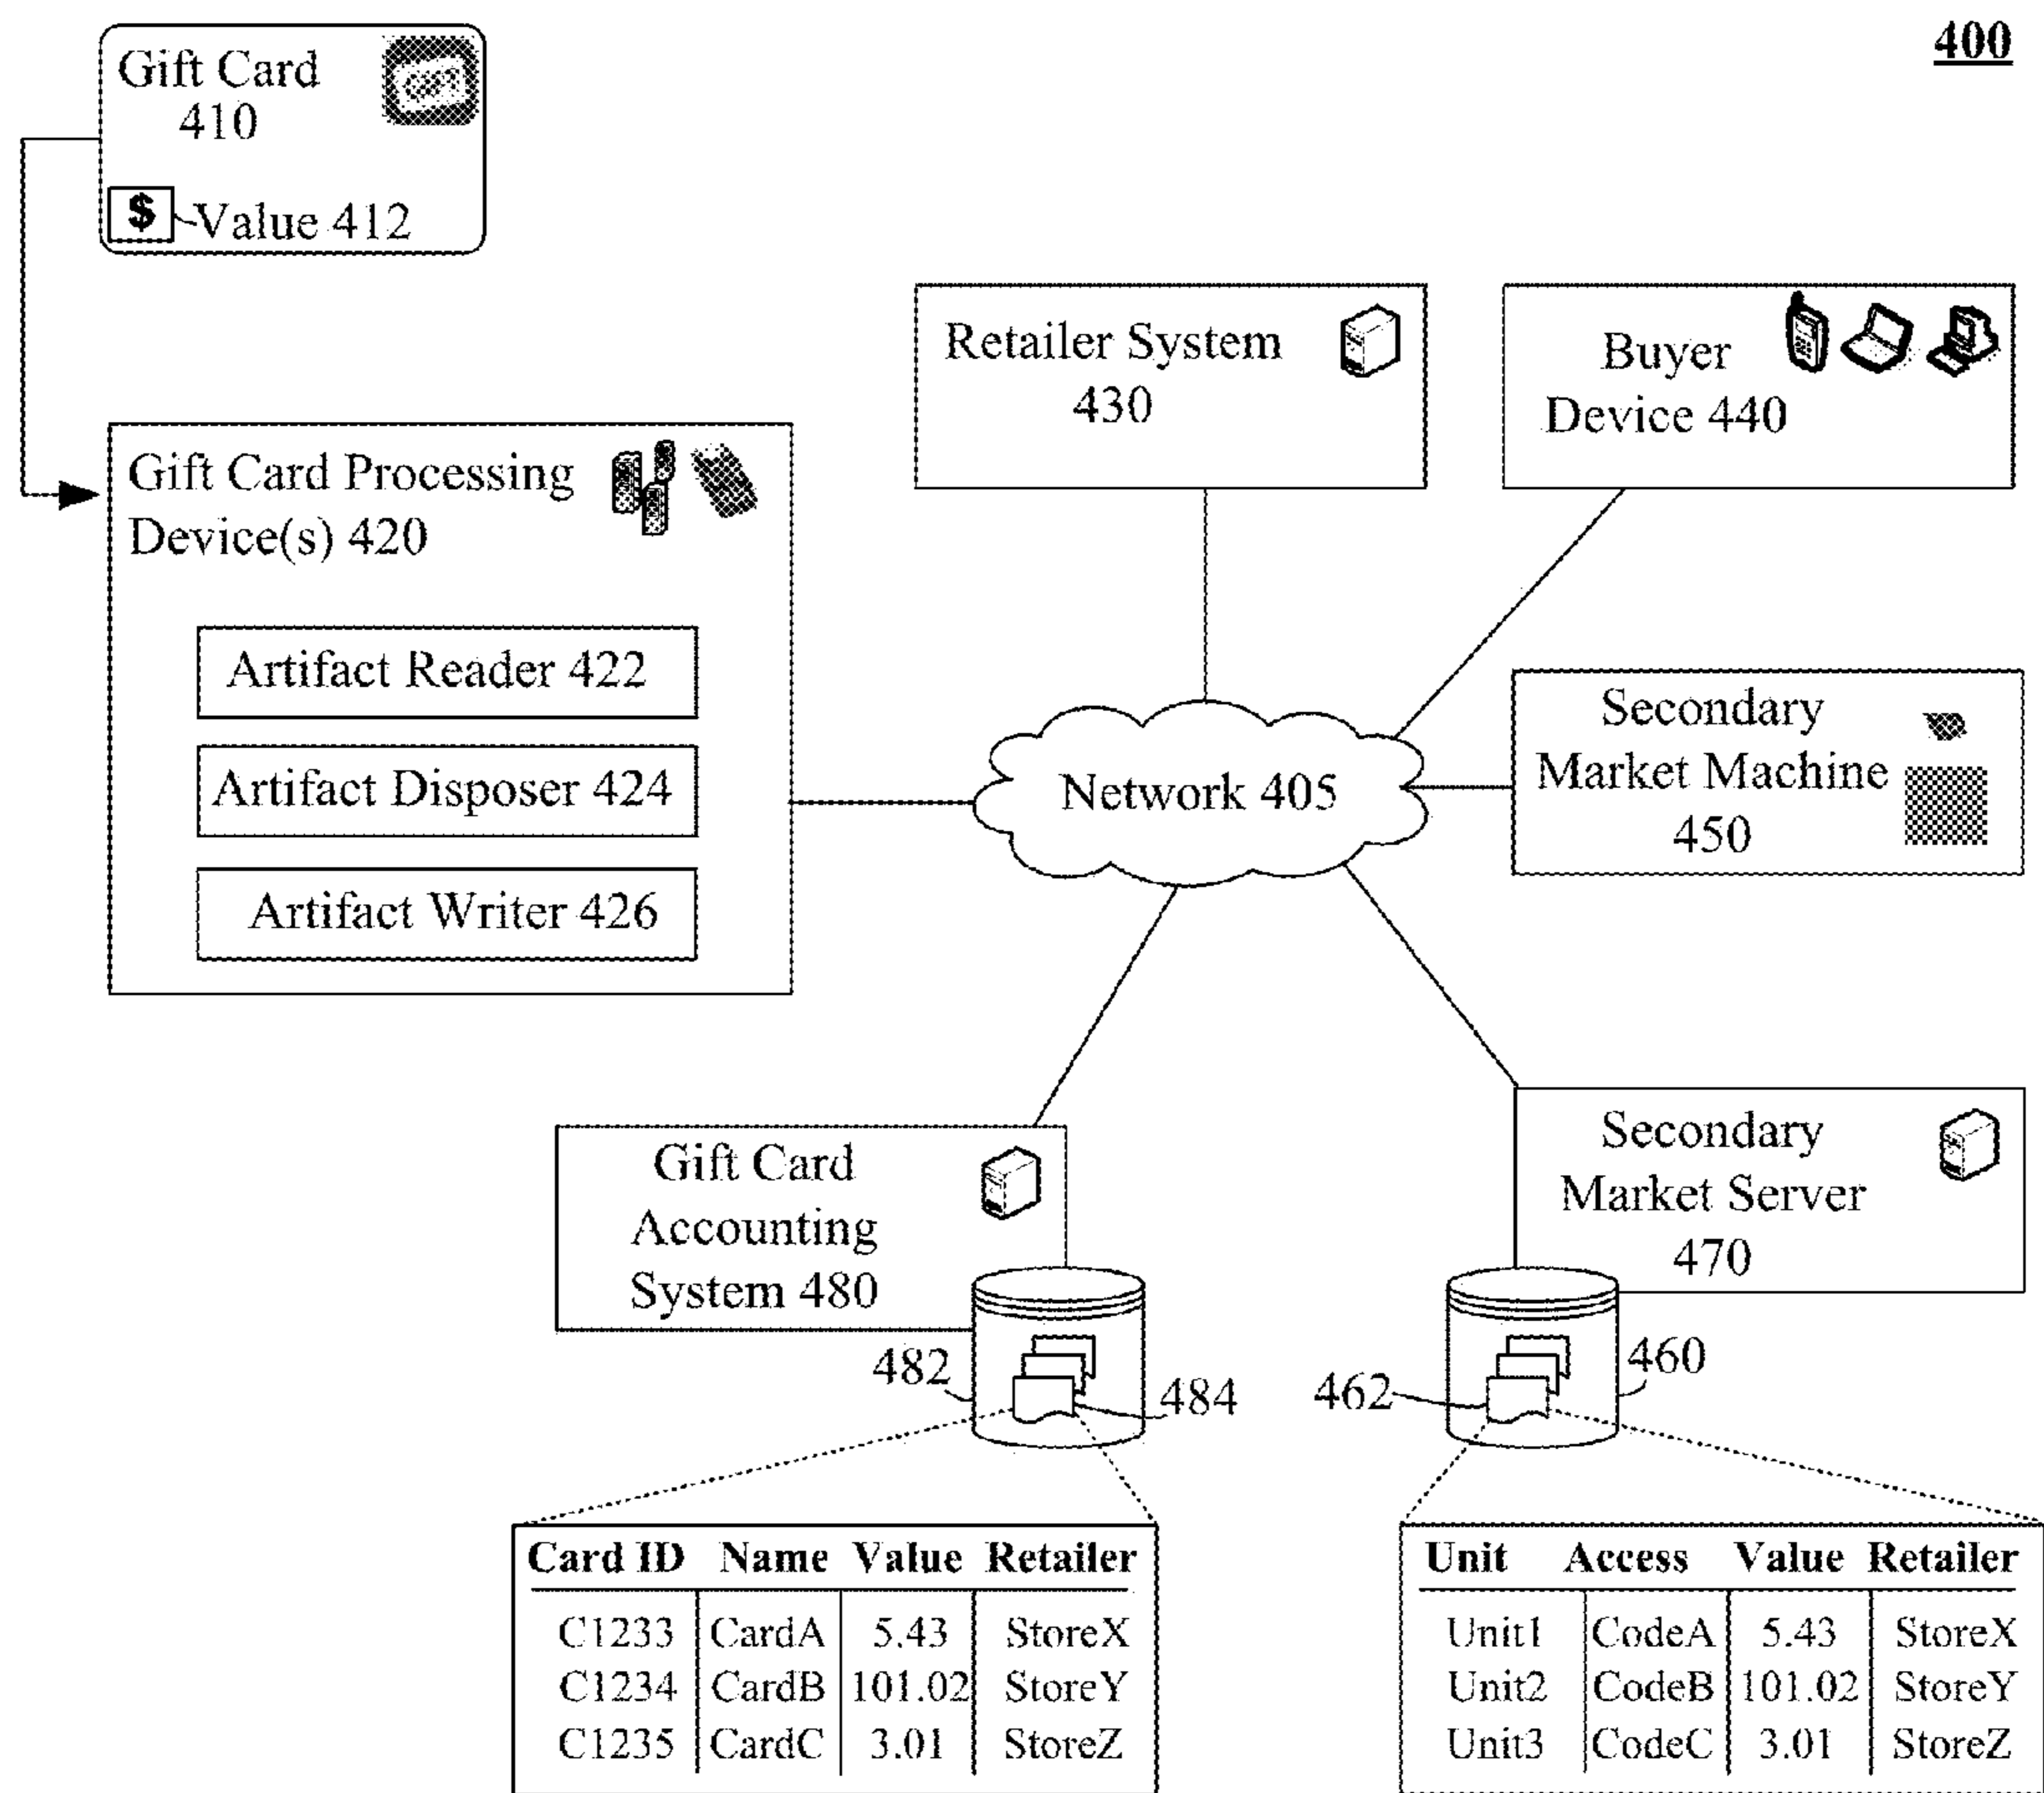 400
Gift Card
410
$
Value 412
Retailer System
430
Buyer
Device 440
Gift Card Processing
Device(s) 420
Artifact Reader 422
Artifact Disposer 424
Artifact Writer 426
Network 405
Secondary
Market Machine
450
Gift Card
Accounting
System 480
Secondary
Market Server
470
482
484
462
460
Card ID Name Value Retailer
C1233 CardA 5.43 StoreX
C1234 CardB 101.02 StoreY
C1235 CardC 3.01 StoreZ
Unit Access Value Retailer
Unit1 CodeA 5.43 StoreX
Unit2 CodeB 101.02 StoreY
Unit3 CodeC 3.01 StoreZ